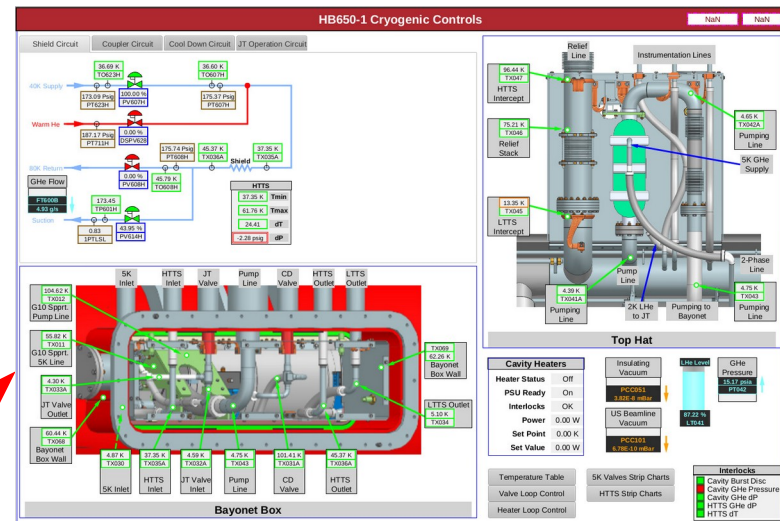 HB650-1 Cryogenic Controls
NaN
NaN
Shield Circuit
Coupler Circuit
Cool Down Circuit
JT Operation Circuit
36.69 K
TO623H
36.60 K
TO607H
40K Supply
173.09 Psig
PT623H
100.00 %
PV607H
175.37 Psig
PT607H
Warm He
187.17 Psig
PT711H
0.00 %
DSPV628
175.74 Psig
PT608H
45.37 K
TX036A
37.35 K
TX035A
80K Return
Shield
0.00 %
PV608H
45.79 K
TO608H
GHe Flow
FT600B
4.93 g/s
173.45
TP601H
Suction
0.83
1PTLSL
43.95 %
PV614H
HTTS
37.35 K Tmin
61.76 K Tmax
24.41 dT
-2.28 psig dP
Relief
Line
Instrumentation Lines
96.44 K
TX047
HTTS
Intercept
4.65 K
TX042A
Pumping
Line
75.21 K
TX046
Relief
Stack
5K GHe
Supply
13.35 K
TX045
LTTS
Intercept
2-Phase
Line
4.39 K
TX041A
Pumping
Line
Pump
Line
2K LHe
to JT
Pumping to
Bayonet
4.75 K
TX043
Pumping
Line
Top Hat
5K
Inlet
HTTS
Inlet
JT
Valve
Pump
Line
CD
Valve
HTTS
Outlet
LTTS
Outlet
104.62 K
TX012
G10 Spprt.
Pump Line
55.82 K
TX011
G10 Spprt.
5K Line
4.30 K
TX033A
JT Valve
Outlet
60.44 K
TX068
Bayonet
Box Wall
TX069
62.26 K
Bayonet
Box Wall
LTTS Outlet
5.10 K
TX034
4.87 K
TX030
5K Inlet
37.35 K
TX035A
HTTS
Inlet
4.59 K
TX032A
JT Valve
Inlet
4.75 K
TX043
Pump
Line
101.41 K
TX031A
CD
Valve
45.37 K
TX036A
HTTS
Outlet
Bayonet Box
Cavity Heaters
Heater Status Off
PSU Ready On
Interlocks OK
Power 0.00 W
Set Point 0.00 K
Set Value 0.00 W
Insulating
Vacuum
PCC051
3.82E-8 mBar
US Beamline
Vacuum
PCC101
6.78E-10 mBar
LHe Level
87.22 %
LT041
GHe
Pressure
15.17 psia
PT042
Temperature Table
5K Valves Strip Charts
Valve Loop Control
HTTS Strip Charts
Heater Loop Control
Interlocks
Cavity Burst Disc
Cavity GHe Pressure
Cavity GHe dP
HTTS GHe dP
HTTS dT